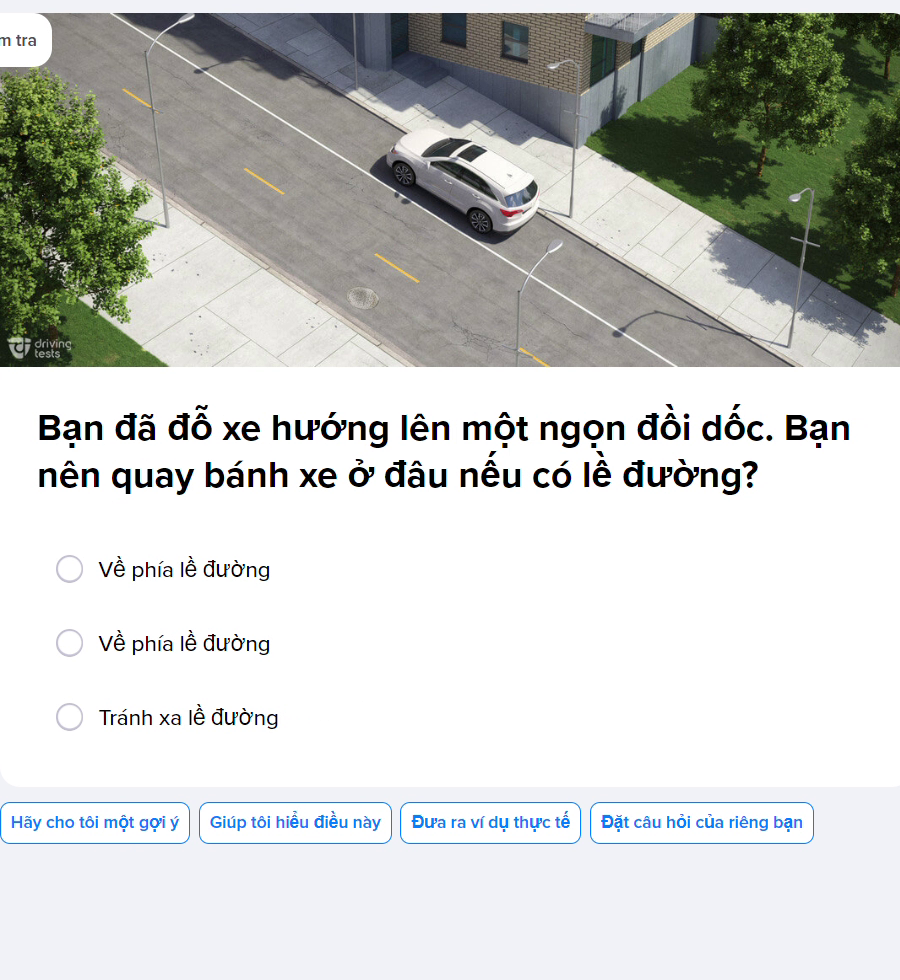 m tra
driving
tests
Bạn đã đỗ xe hướng lên một ngọn đồi dốc. Bạn
nên quay bánh xe ở đâu nếu có lề đường?
Về phía lề đường
Về phía lề đường
Tránh xa lề đường
Hãy cho tôi một gợi ý
Giúp tôi hiểu điều này
Đưa ra ví dụ thực tế
Đặt câu hỏi của riêng bạn